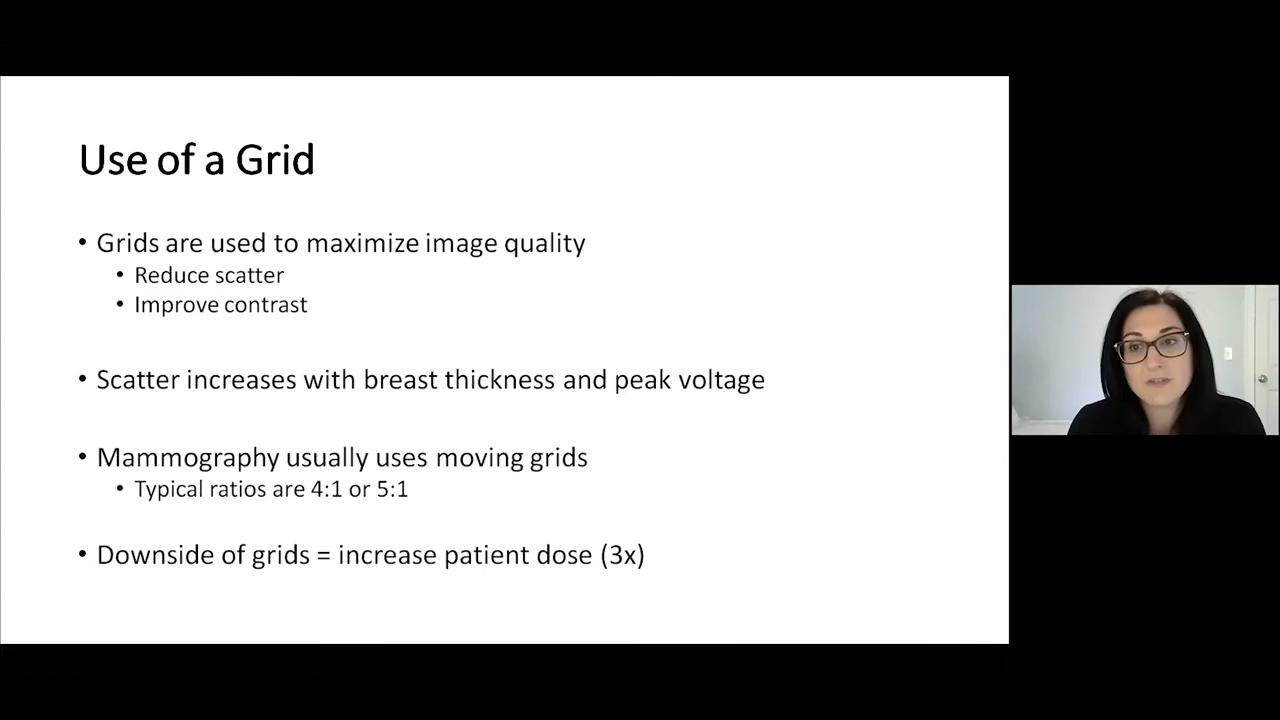 Use of a Grid
• Grids are used to maximize image quality
• Reduce scatter
• Improve contrast
• Scatter increases with breast thickness and peak voltage
• Mammography usually uses moving grids
• Typical ratios are 4:1 or 5:1
• Downside of grids = increase patient dose (3x)